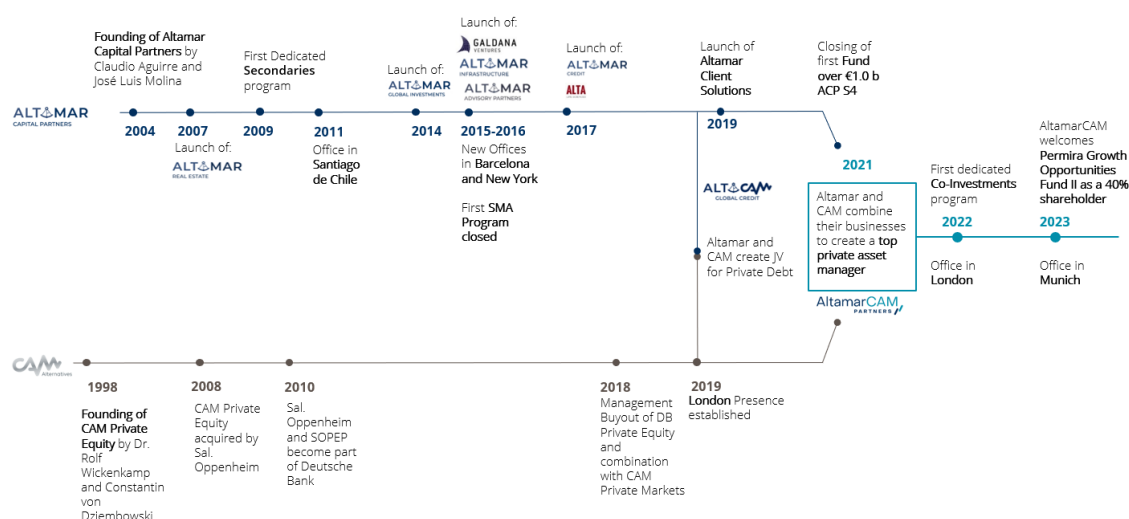 Founding of Altamar
Capital Partners by
Claudio Aguirre and
José Luis Molina
First Dedicated
Secondaries
program
Launch of:
ALTAMAR
GLOBAL INVESTMENTS
Launch of:
GALDANA
VENTURES
ALTAMAR
INFRASTRUCTURE
ALTAMAR
ADVISORY PARTNERS
Launch of:
ALTAMAR
CREDIT
ALTA
Launch of
Altamar
Client
Solutions
Closing of
first Fund
over €1.0 b
ACP S4
ALTAMAR
CAPITAL PARTNERS
2004
2007
2009
2011
2014
2015-2016
2017
2019
Launch of:
ALTAMAR
REAL ESTATE
Office in
Santiago
de Chile
New Offices
in Barcelona
and New York
First SMA
Program
closed
ALTACAM
GLOBAL CREDIT
Altamar and
CAM create JV
for Private Debt
2021
Altamar and
CAM combine
their businesses
to create a top
private asset
manager
AltamarCAM
PARTNERS
First dedicated
Co-Investments
program
2022
Office in
London
AltamarCAM
welcomes
Permira Growth
Opportunities
Fund II as a 40%
shareholder
2023
Office in
Munich
CAM
Alternatives
1998
Founding of
CAM Private
Equity by Dr.
Rolf
Wickenkamp
and Constantin
von
Dziembowski
2008
CAM Private
Equity
acquired by
Sal.
Oppenheim
2010
Sal.
Oppenheim
and SOPEP
become part
of Deutsche
Bank
2018
Management
Buyout of DB
Private Equity
and
combination
with CAM
Private Markets
2019
London Presence
established